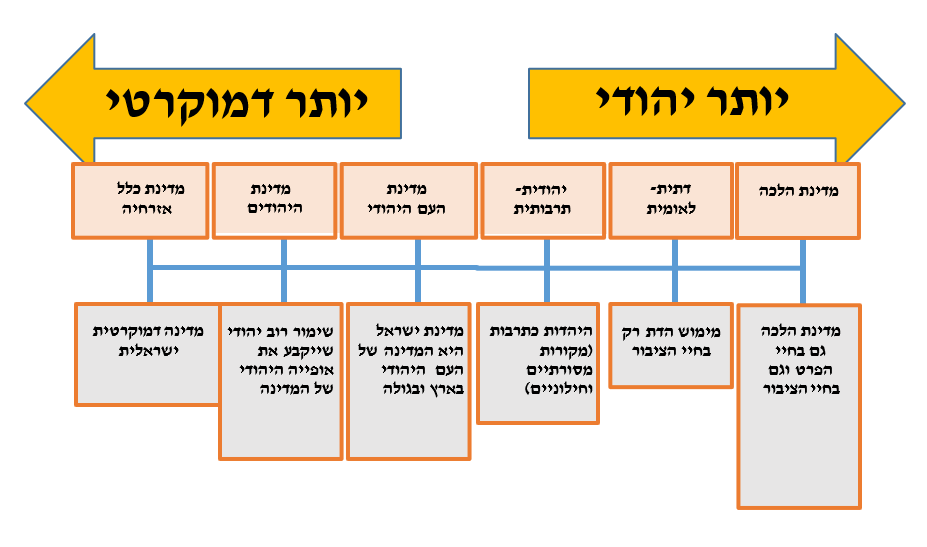 יותר יהודי
יותר דמוקרטי
מדינת הלכה
דתית-
לאומית
יהודית-
תרבותית
מדינת
העם היהודי
מדינת
היהודים
מדינת כלל
אזרחיה
מדינת הלכה
גם בחיי
הפרט וגם
בחיי הציבור
מימוש הדת רק
בחיי הציבור
היהדות כתרבות
(מקורות
מסורתיים
וחילוניים)
מדינת ישראל
היא המדינה של
העם היהודי
בארץ ובגולה
שימור רוב יהודי
שייקבע את
אופייה היהודי
של המדינה
מדינה דמוקרטית
ישראלית